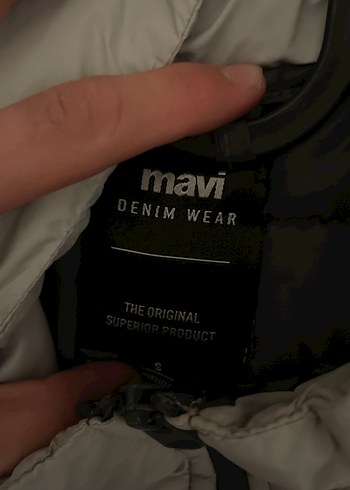 mavi
DENIM WEAR
THE ORIGINAL
SUPERIOR PRODUCT
S